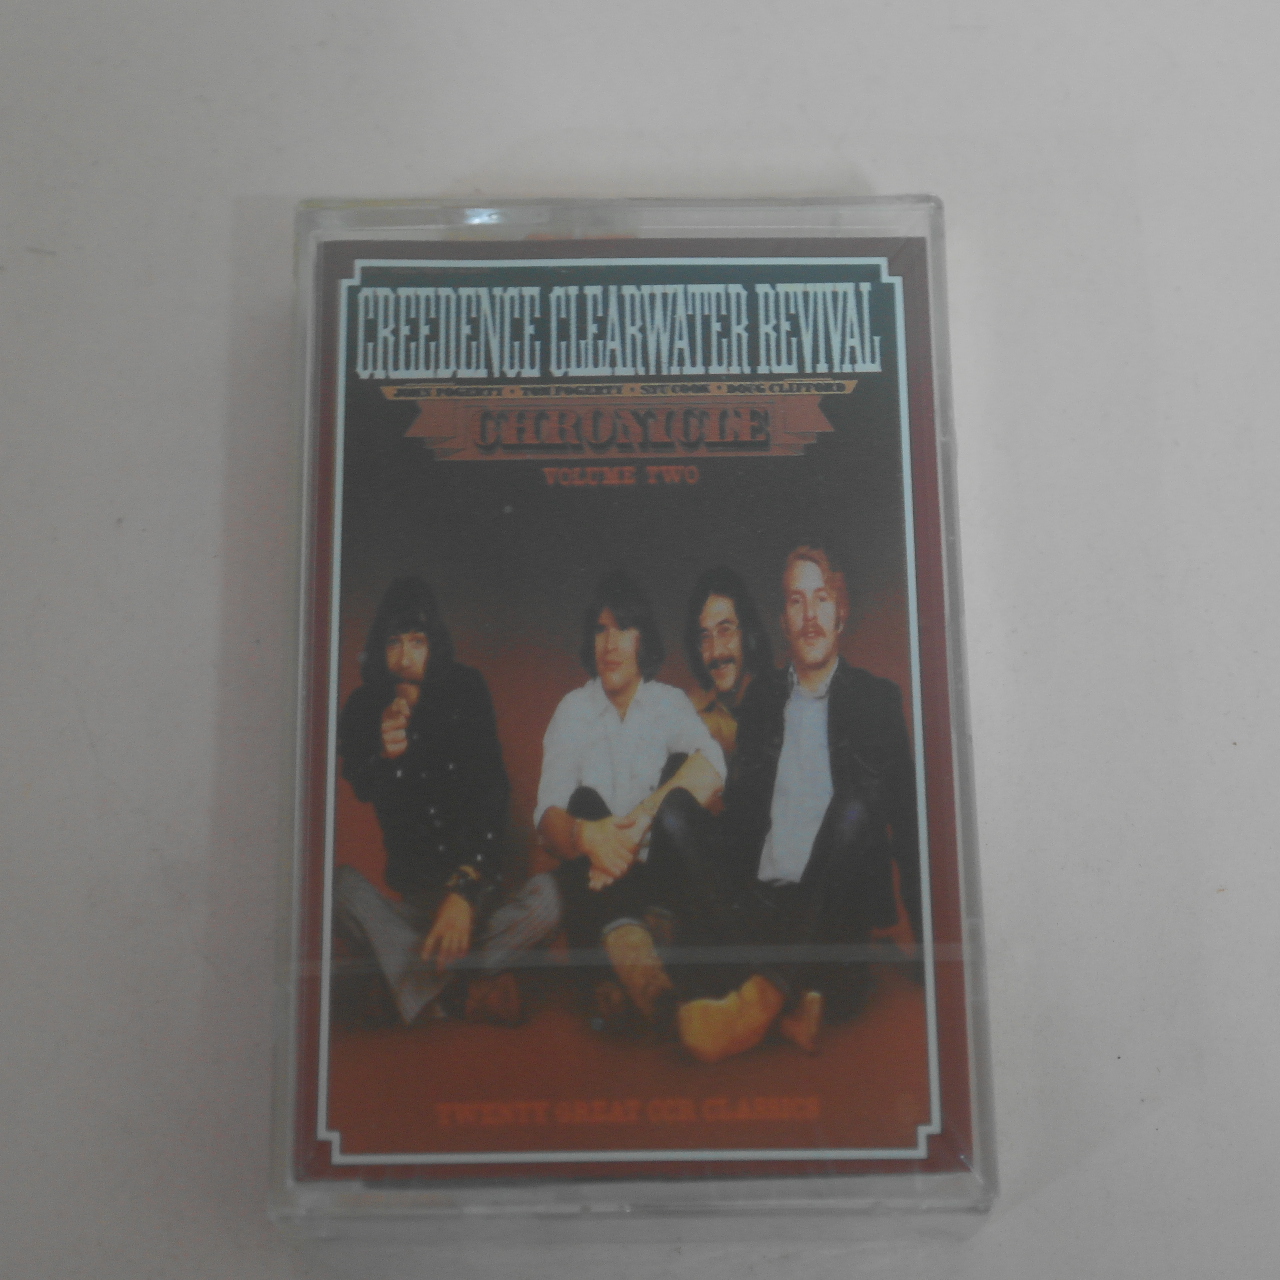 CREEDENCE CLEARWATER REVIVAL
JOHN FOGERTY • TOM FOGERTY • STU COOK • DOUG CLIFFORD
CHRONICLE
VOLUME TWO
TWENTY GREAT CCR CLASSICS